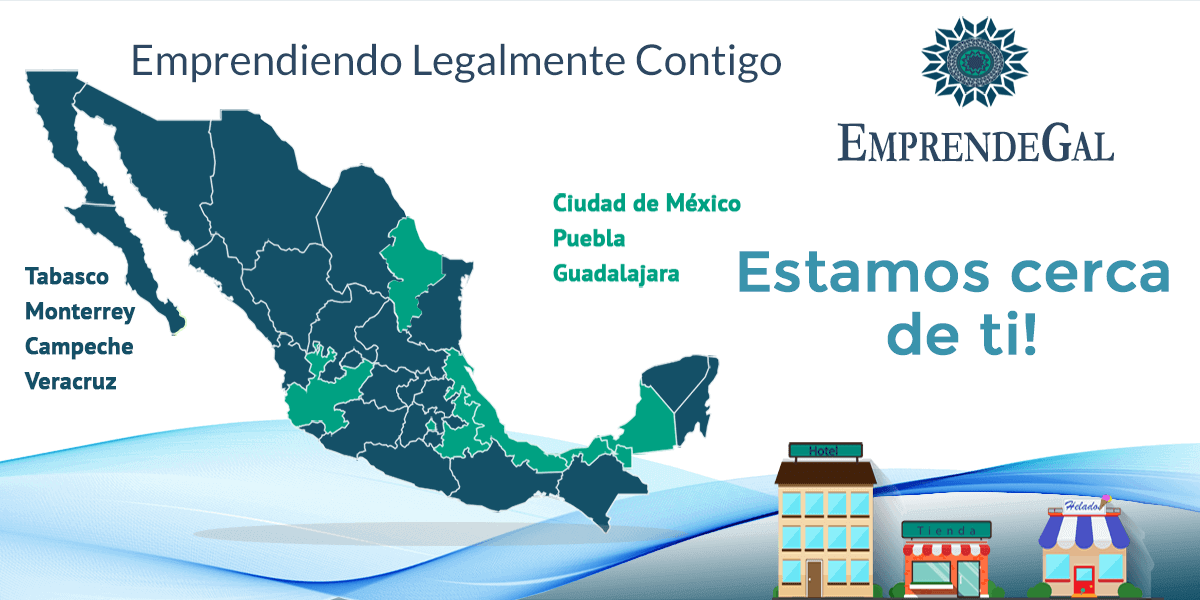 Emprendiendo Legalmente Contigo
EMPRENDEGAL
Ciudad de México
Puebla
Guadalajara
Estamos cerca
de ti!
Tabasco
Monterrey
Campeche
Veracruz
Hotel
Tienda
Helados